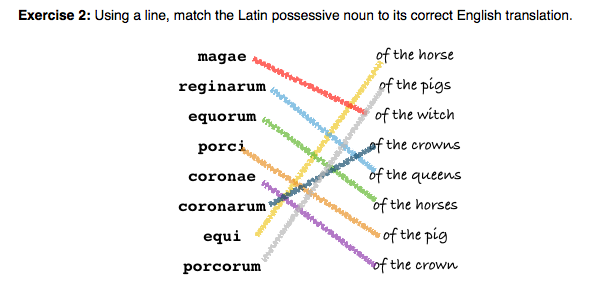 Exercise 2: Using a line, match the Latin possessive noun to its correct English translation.
magae of the horse
reginarum of the pigs
equorum of the witch
porci of the crowns
coronae of the queens
coronarum of the horses
equi of the pig
porcorum of the crown